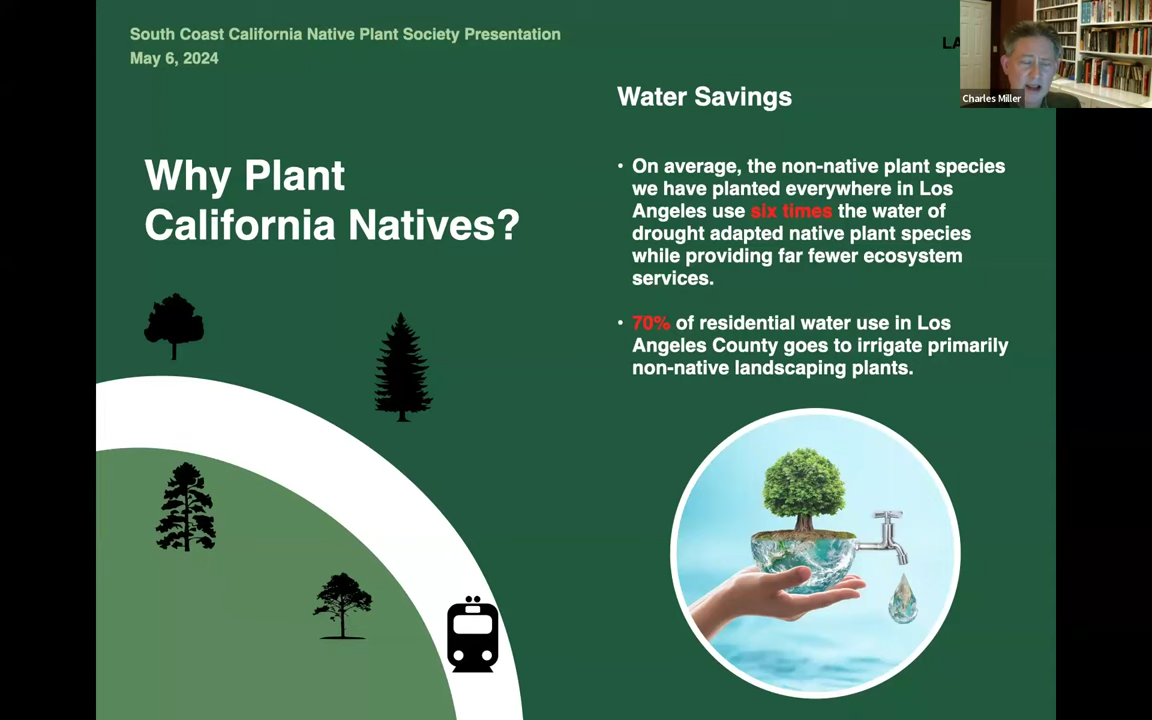 South Coast California Native Plant Society Presentation
May 6, 2024
LA
Charles Miller
Why Plant
California Natives?
Water Savings
• On average, the non-native plant species
we have planted everywhere in Los
Angeles use six times the water of
drought adapted native plant species
while providing far fewer ecosystem
services.
• 70% of residential water use in Los
Angeles County goes to irrigate primarily
non-native landscaping plants.